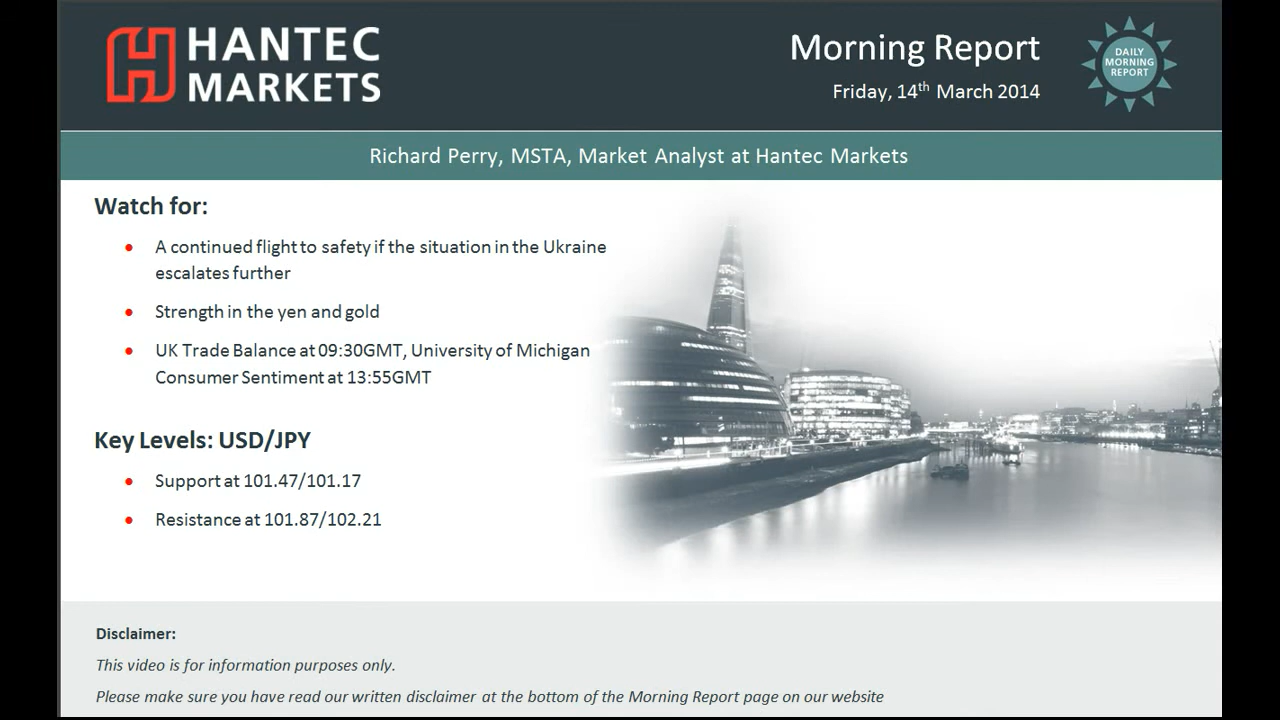 HANTEC
MARKETS
Morning Report
Friday, 14th March 2014
DAILY
MORNING
REPORT
Richard Perry, MSTA, Market Analyst at Hantec Markets
Watch for:
• A continued flight to safety if the situation in the Ukraine
escalates further
• Strength in the yen and gold
• UK Trade Balance at 09:30GMT, University of Michigan
Consumer Sentiment at 13:55GMT
Key Levels: USD/JPY
• Support at 101.47/101.17
• Resistance at 101.87/102.21
Disclaimer:
This video is for information purposes only.
Please make sure you have read our written disclaimer at the bottom of the Morning Report page on our website